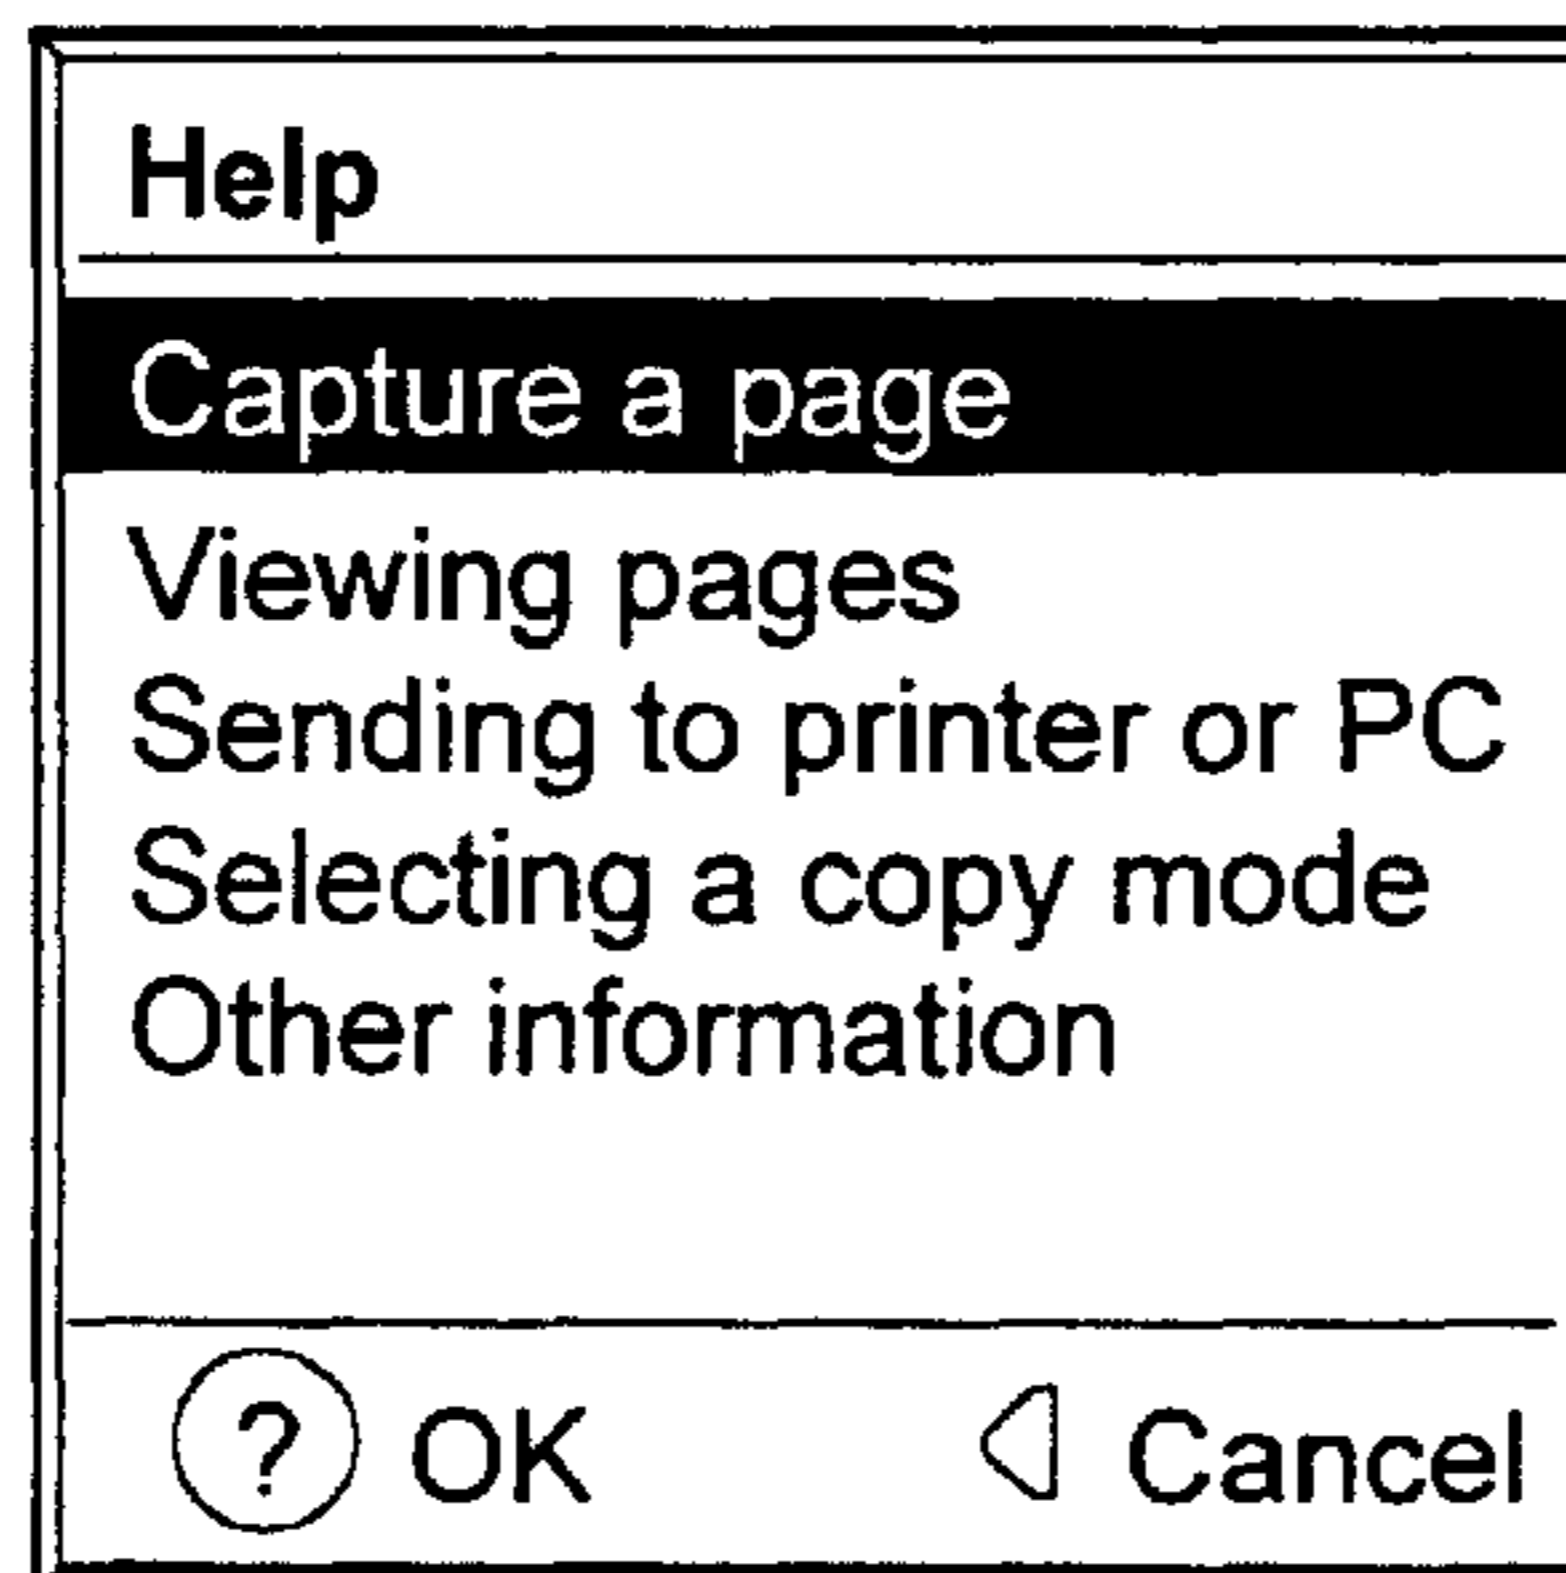 Help
Capture a page
Viewing pages
Sending to printer or PC
Selecting a copy mode
Other information
? OK Cancel